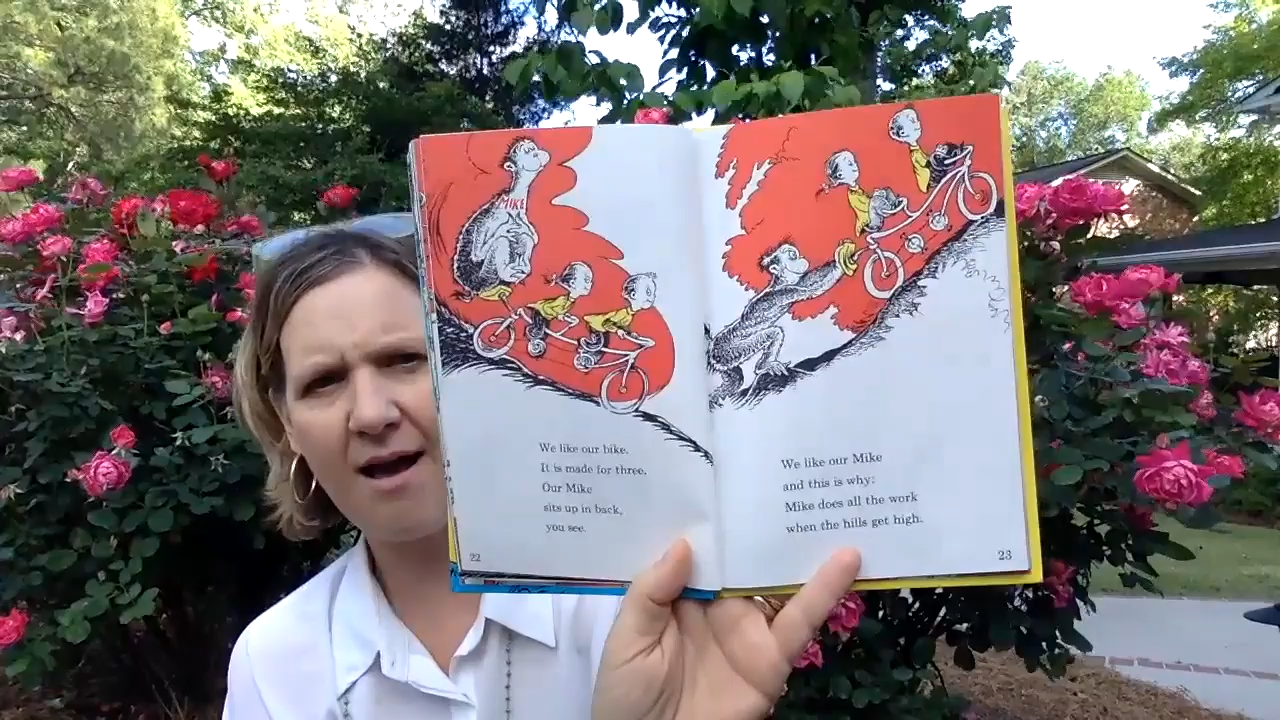 MIKE
We like our bike.
It is made for three.
Our Mike
sits up in back,
you see.
22
We like our Mike
and this is why:
Mike does all the work
when the hills get high.
23